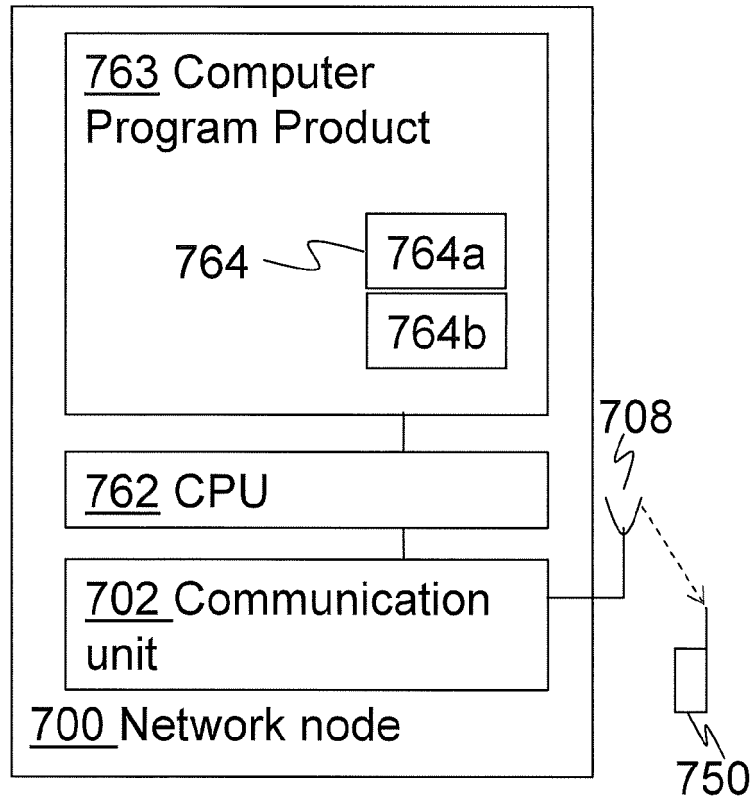 763 Computer
Program Product
764
764a
764b
708
762 CPU
702 Communication
unit
700 Network node
750